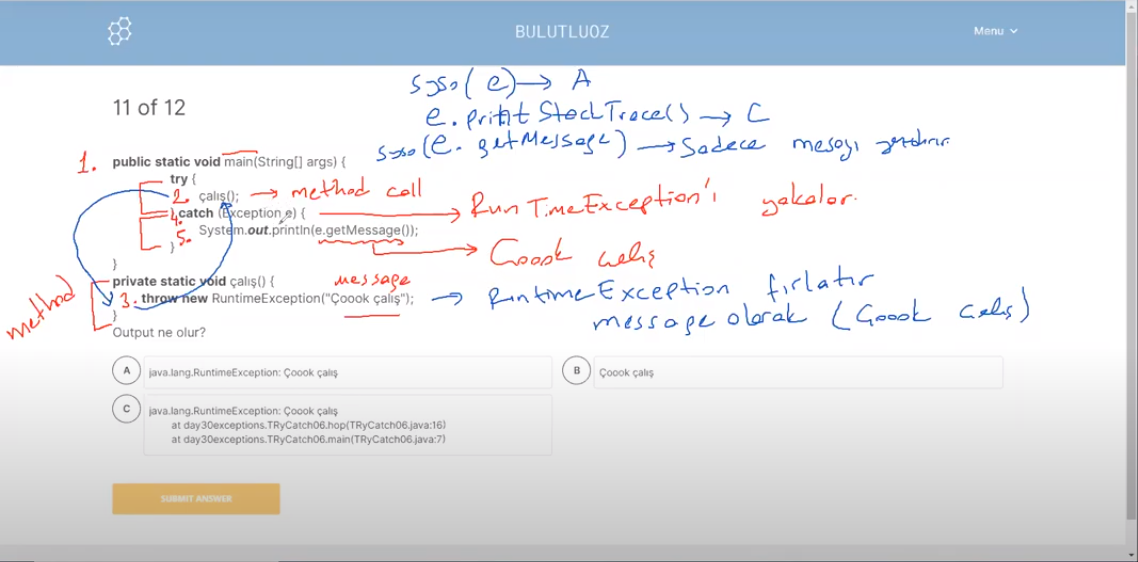 BULUTLUOZ
Menu
syso(e) → A
11 of 12
e.printStackTrace() → C
syso(e.getMessage) → Sadece mesajı yazdırır.
1. public static void main(String[] args) {
try {
2. çalış(); → method call
4. } catch (Exception e) { → RunTimeException'ı yakalar.
5. System.out.println(e.getMessage());
}
→ Çoook çalış
}
private static void çalış() { message
method 3. throw new RuntimeException("Çoook çalış"); → RuntimeException fırlatır
} message olarak (Çoook çalış)
Output ne olur?
A java.lang.RuntimeException: Çoook çalış
B Çoook çalış
C java.lang.RuntimeException: Çoook çalış
at day30exceptions.TRyCatch06.hop(TRyCatch06.java:16)
at day30exceptions.TRyCatch06.main(TRyCatch06.java:7)
SUBMIT ANSWER